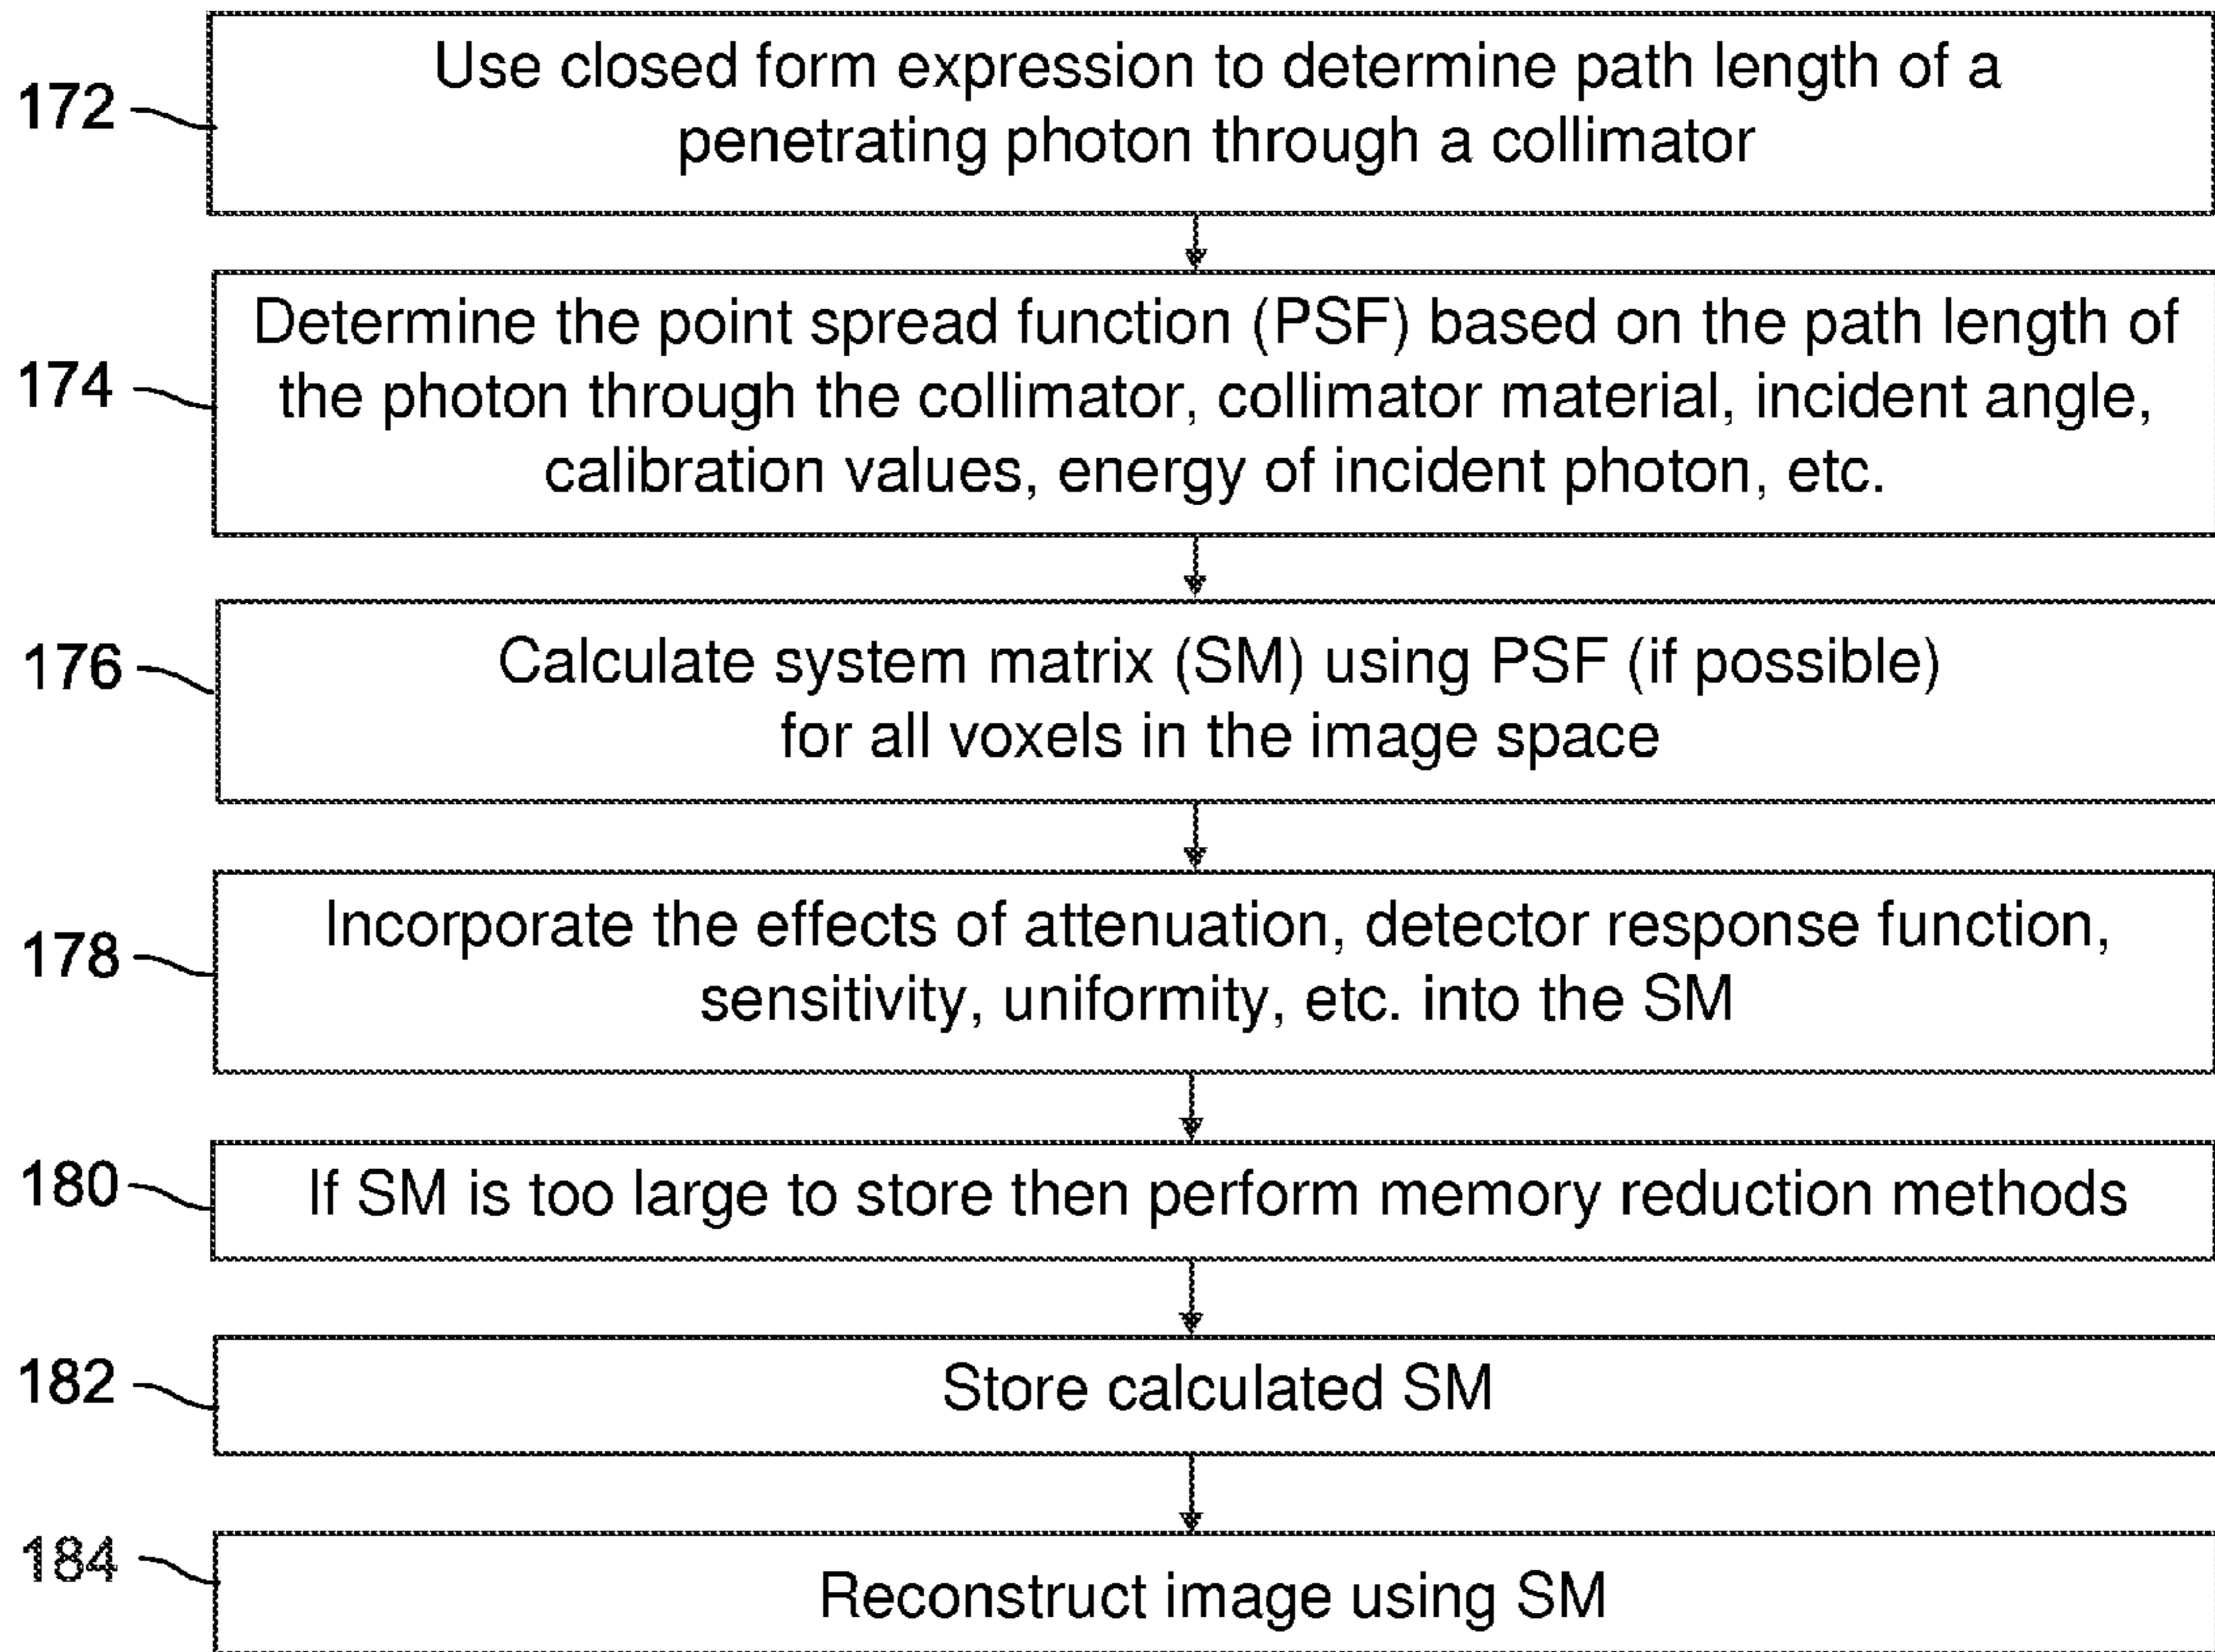 172
Use closed form expression to determine path length of a
penetrating photon through a collimator
174
Determine the point spread function (PSF) based on the path length of
the photon through the collimator, collimator material, incident angle,
calibration values, energy of incident photon, etc.
176
Calculate system matrix (SM) using PSF (if possible)
for all voxels in the image space
178
Incorporate the effects of attenuation, detector response function,
sensitivity, uniformity, etc. into the SM
180
If SM is too large to store then perform memory reduction methods
182
Store calculated SM
184
Reconstruct image using SM